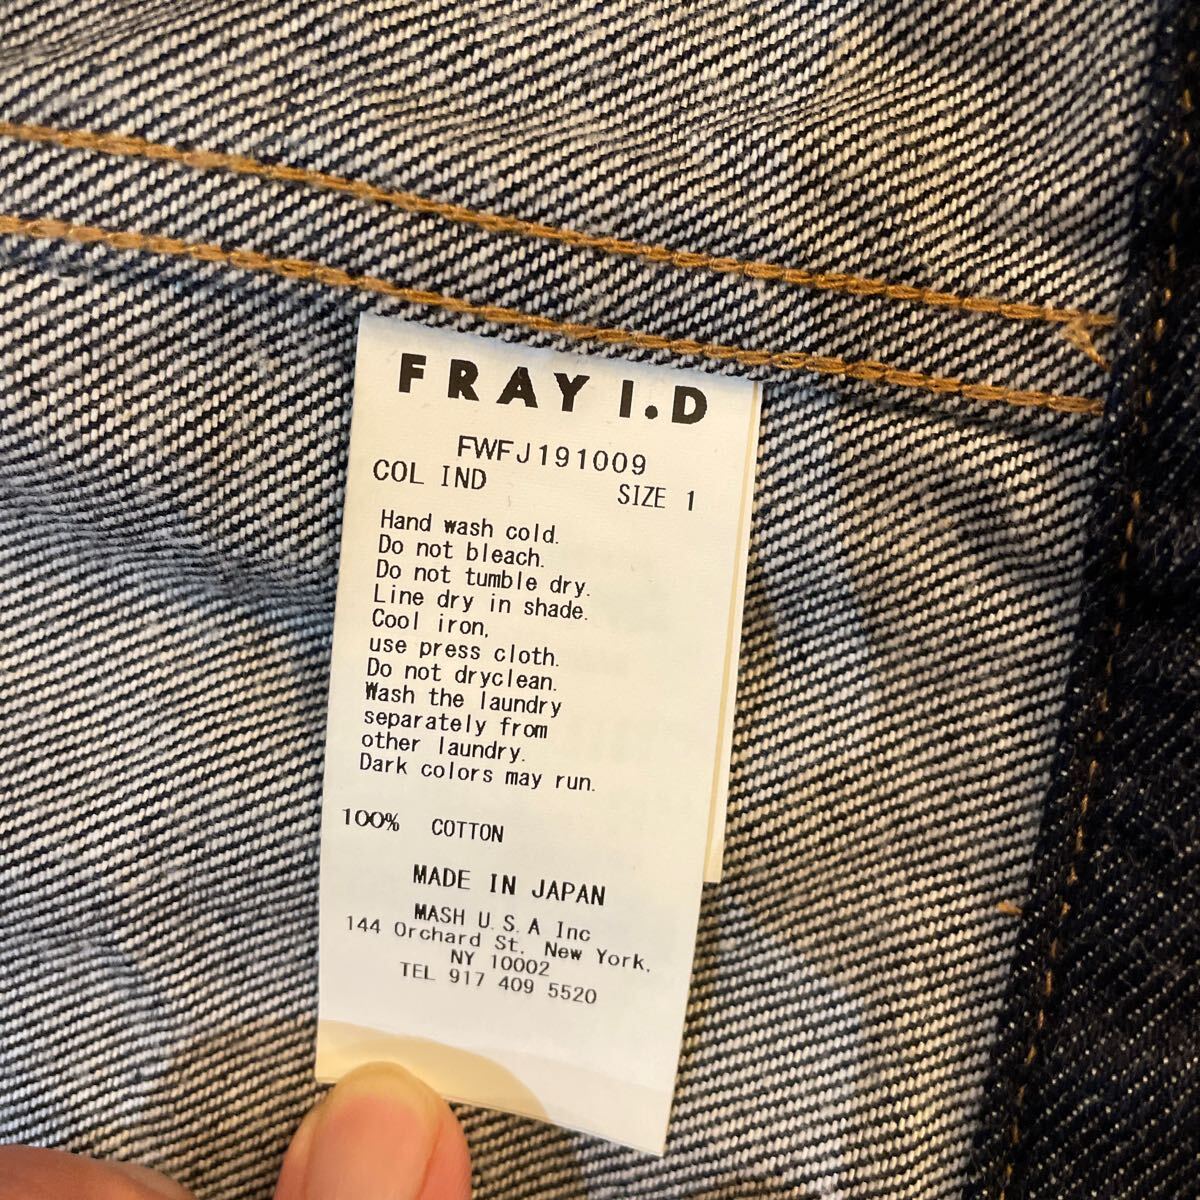 FRAY I.D
FWFJ191009
COL IND SIZE 1
Hand wash cold.
Do not bleach.
Do not tumble dry.
Line dry in shade.
Cool iron,
use press cloth.
Do not dryclean.
Wash the laundry
separately from
other laundry.
Dark colors may run.
100% COTTON
MADE IN JAPAN
MASH U.S.A Inc
144 Orchard St. New York,
NY 10002
TEL 917 409 5520